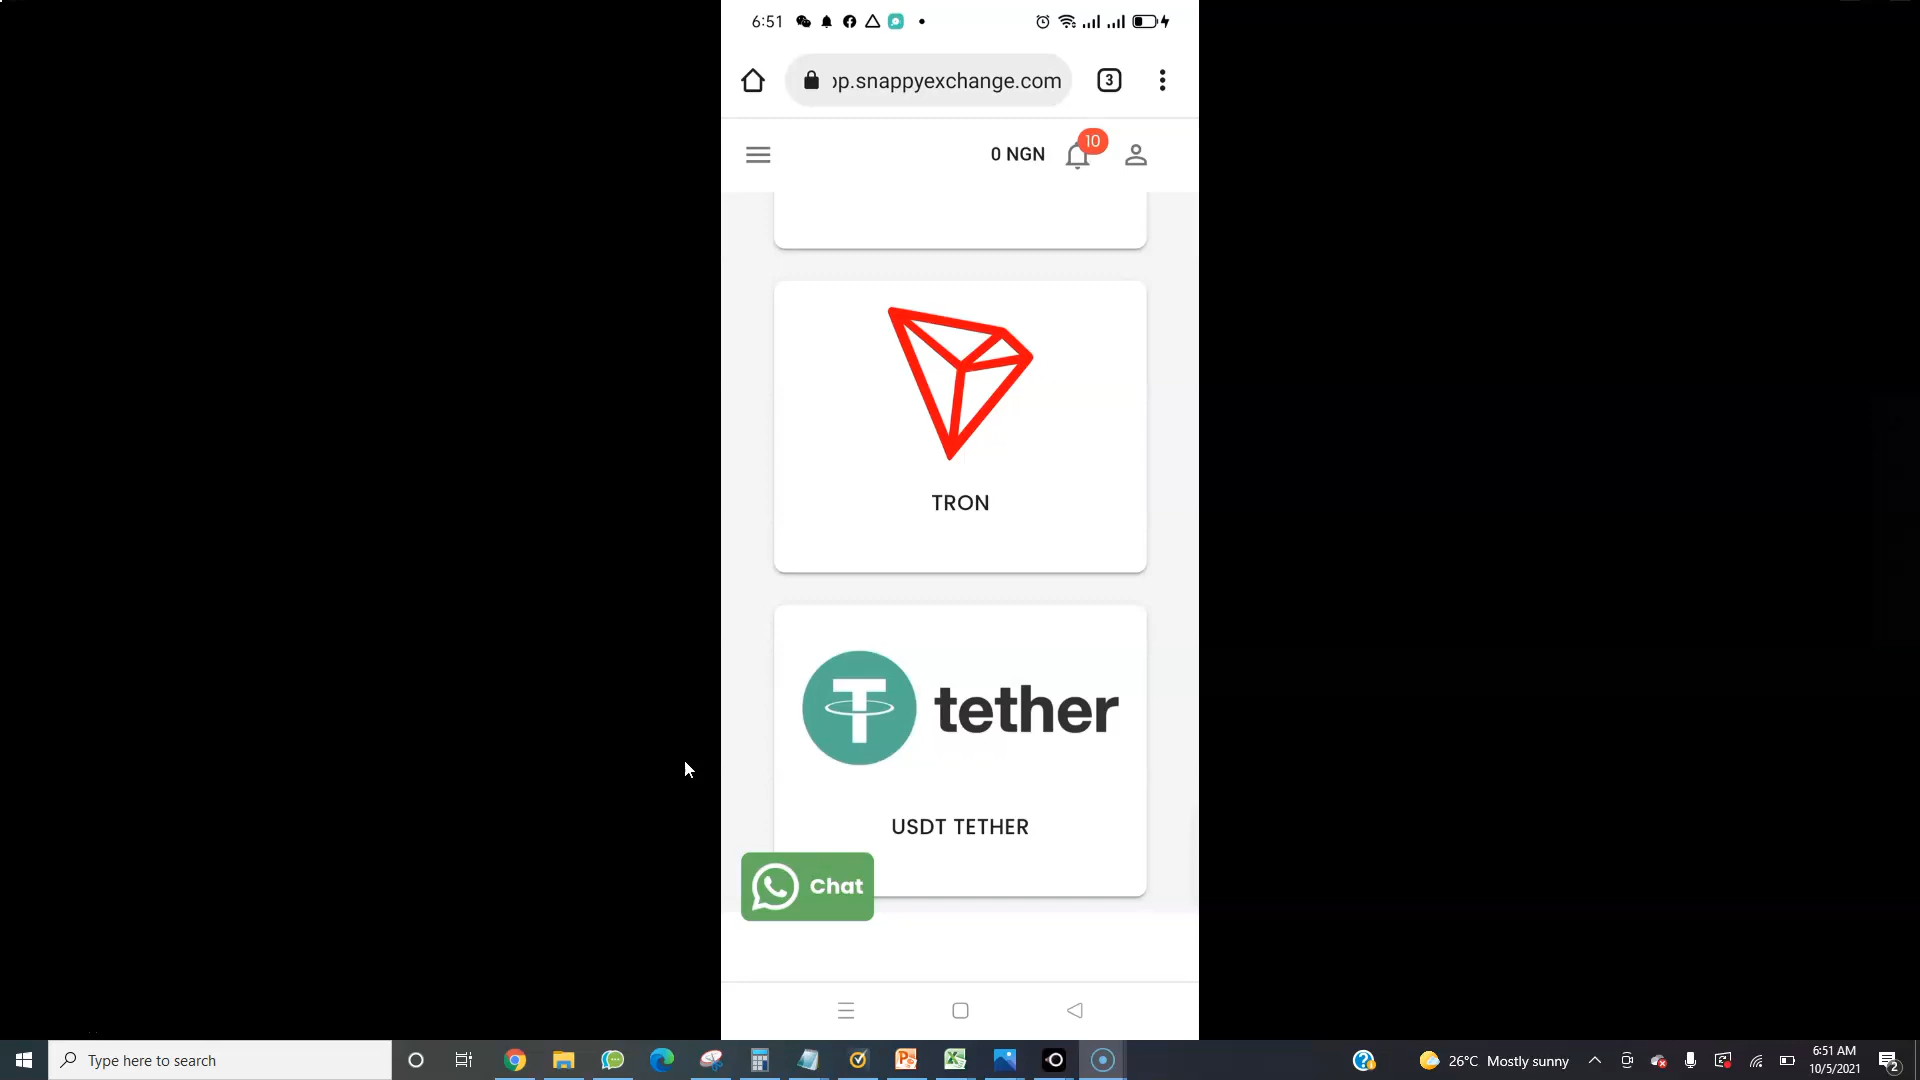 6:51
op.snappyexchange.com
3
0 NGN
10
TRON
tether
USDT TETHER
Chat
Type here to search
26°C Mostly sunny
6:51 AM
10/5/2021
2